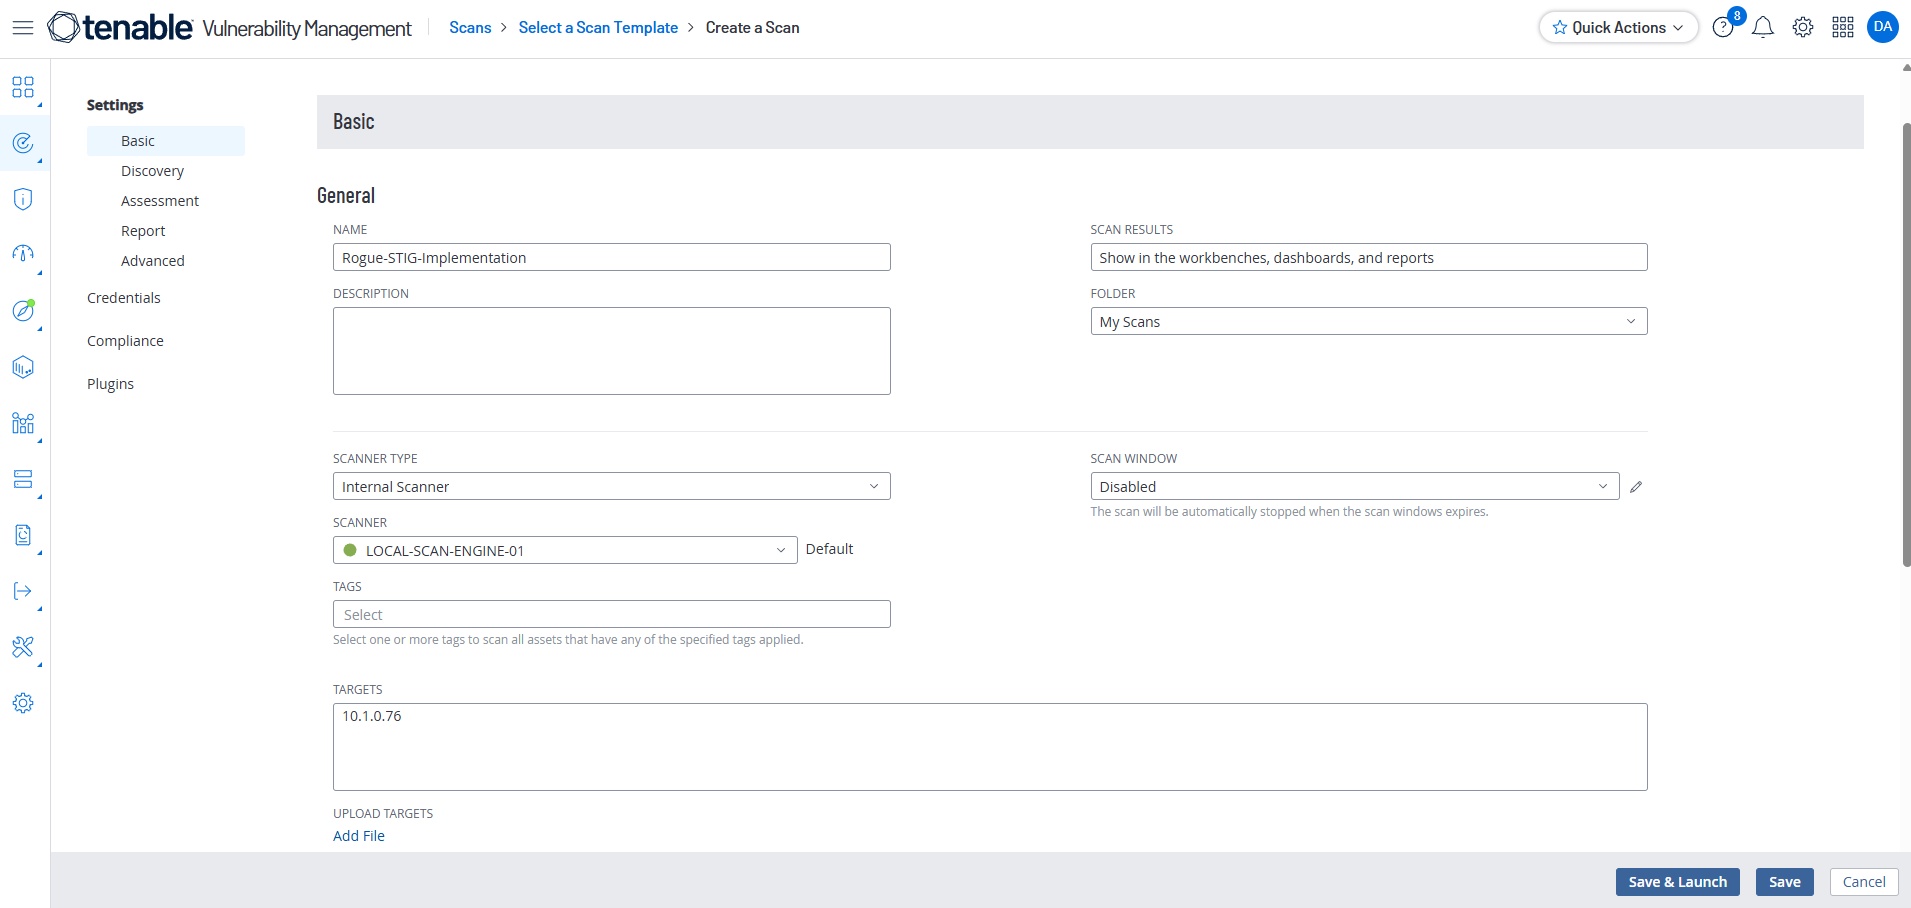 tenable Vulnerability Management
Scans > Select a Scan Template > Create a Scan
Quick Actions
8
DA
Settings
Basic
Discovery
Assessment
Report
Advanced
Credentials
Compliance
Plugins
Basic
General
NAME
Rogue-STIG-Implementation
DESCRIPTION
SCAN RESULTS
Show in the workbenches, dashboards, and reports
FOLDER
My Scans
SCANNER TYPE
Internal Scanner
SCANNER
LOCAL-SCAN-ENGINE-01
Default
TAGS
Select
Select one or more tags to scan all assets that have any of the specified tags applied.
SCAN WINDOW
Disabled
The scan will be automatically stopped when the scan windows expires.
TARGETS
10.1.0.76
UPLOAD TARGETS
Add File
Save & Launch
Save
Cancel